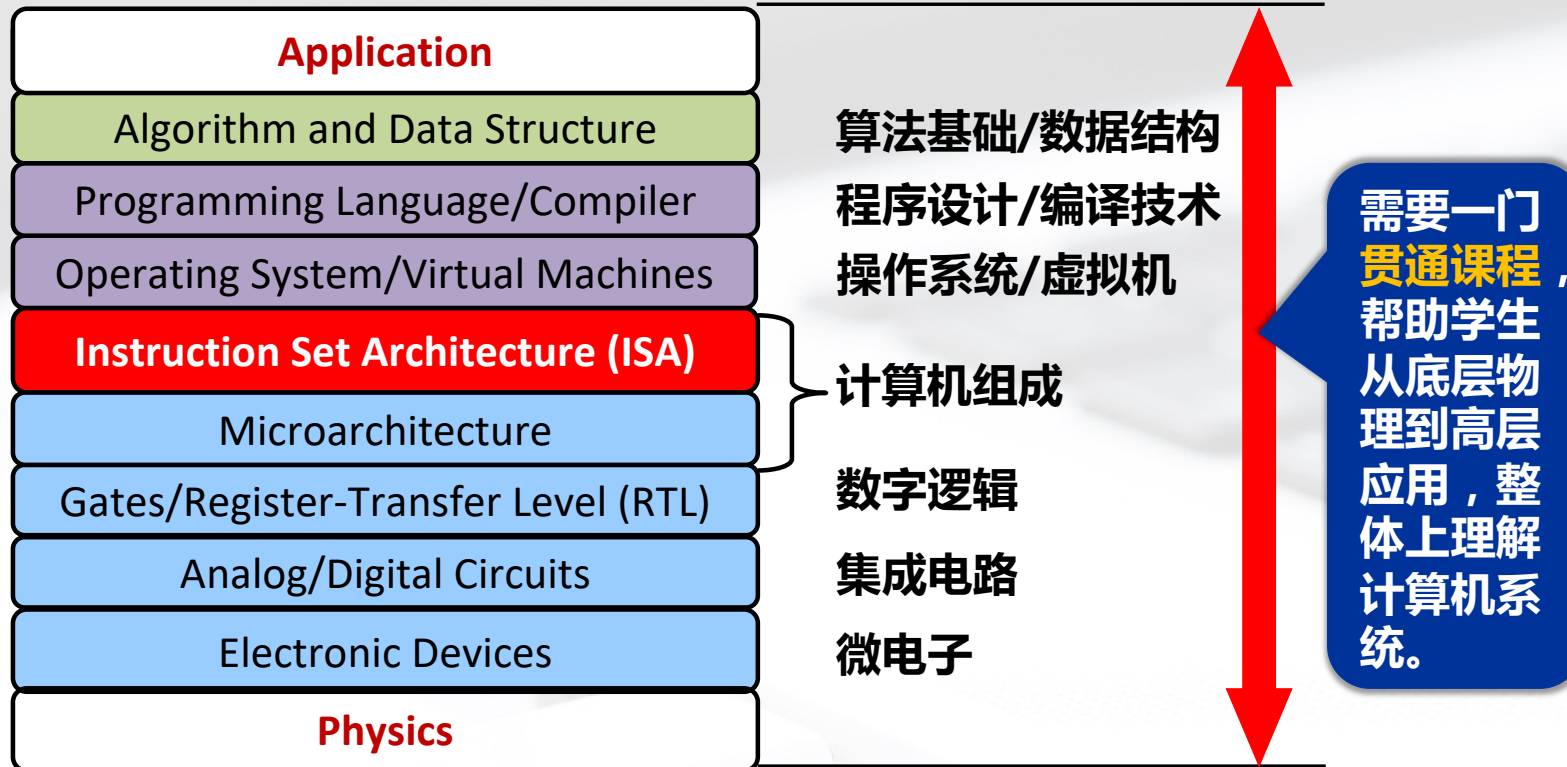 Application
Algorithm and Data Structure
Programming Language/Compiler
Operating System/Virtual Machines
Instruction Set Architecture (ISA)
Microarchitecture
Gates/Register-Transfer Level (RTL)
Analog/Digital Circuits
Electronic Devices
Physics
算法基础/数据结构
程序设计/编译技术
操作系统/虚拟机
计算机组成
数字逻辑
集成电路
微电子
需要一门
贯通课程，
帮助学生
从底层物
理到高层
应用，整
体上理解
计算机系
统。